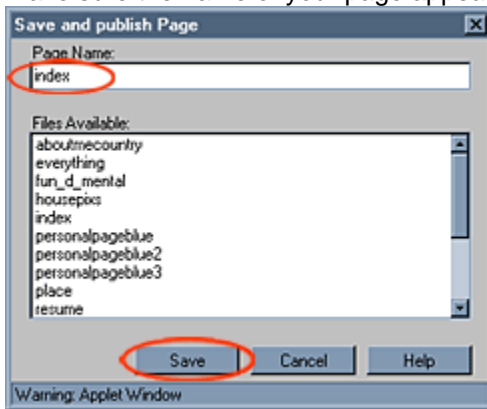 Save and publish Page
Page Name:
index
Files Available:
aboutmecountry
everything
fun_d_mental
housepixs
index
personalpageblue
personalpageblue2
personalpageblue3
place
resume
Save Cancel Help
Warning: Applet Window